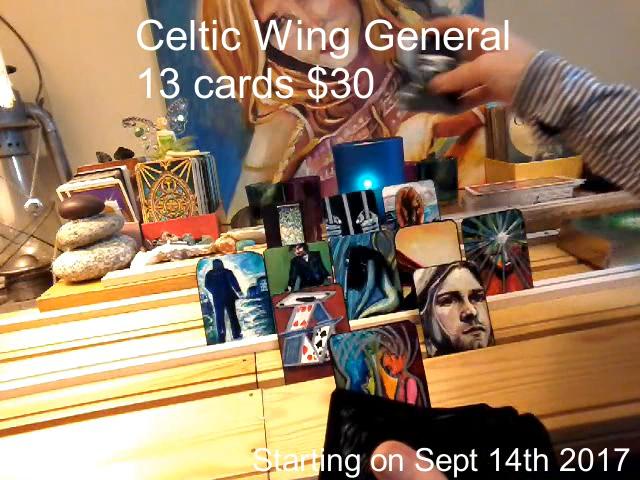 Celtic Wing General
13 cards $30
Starting on Sept 14th 2017